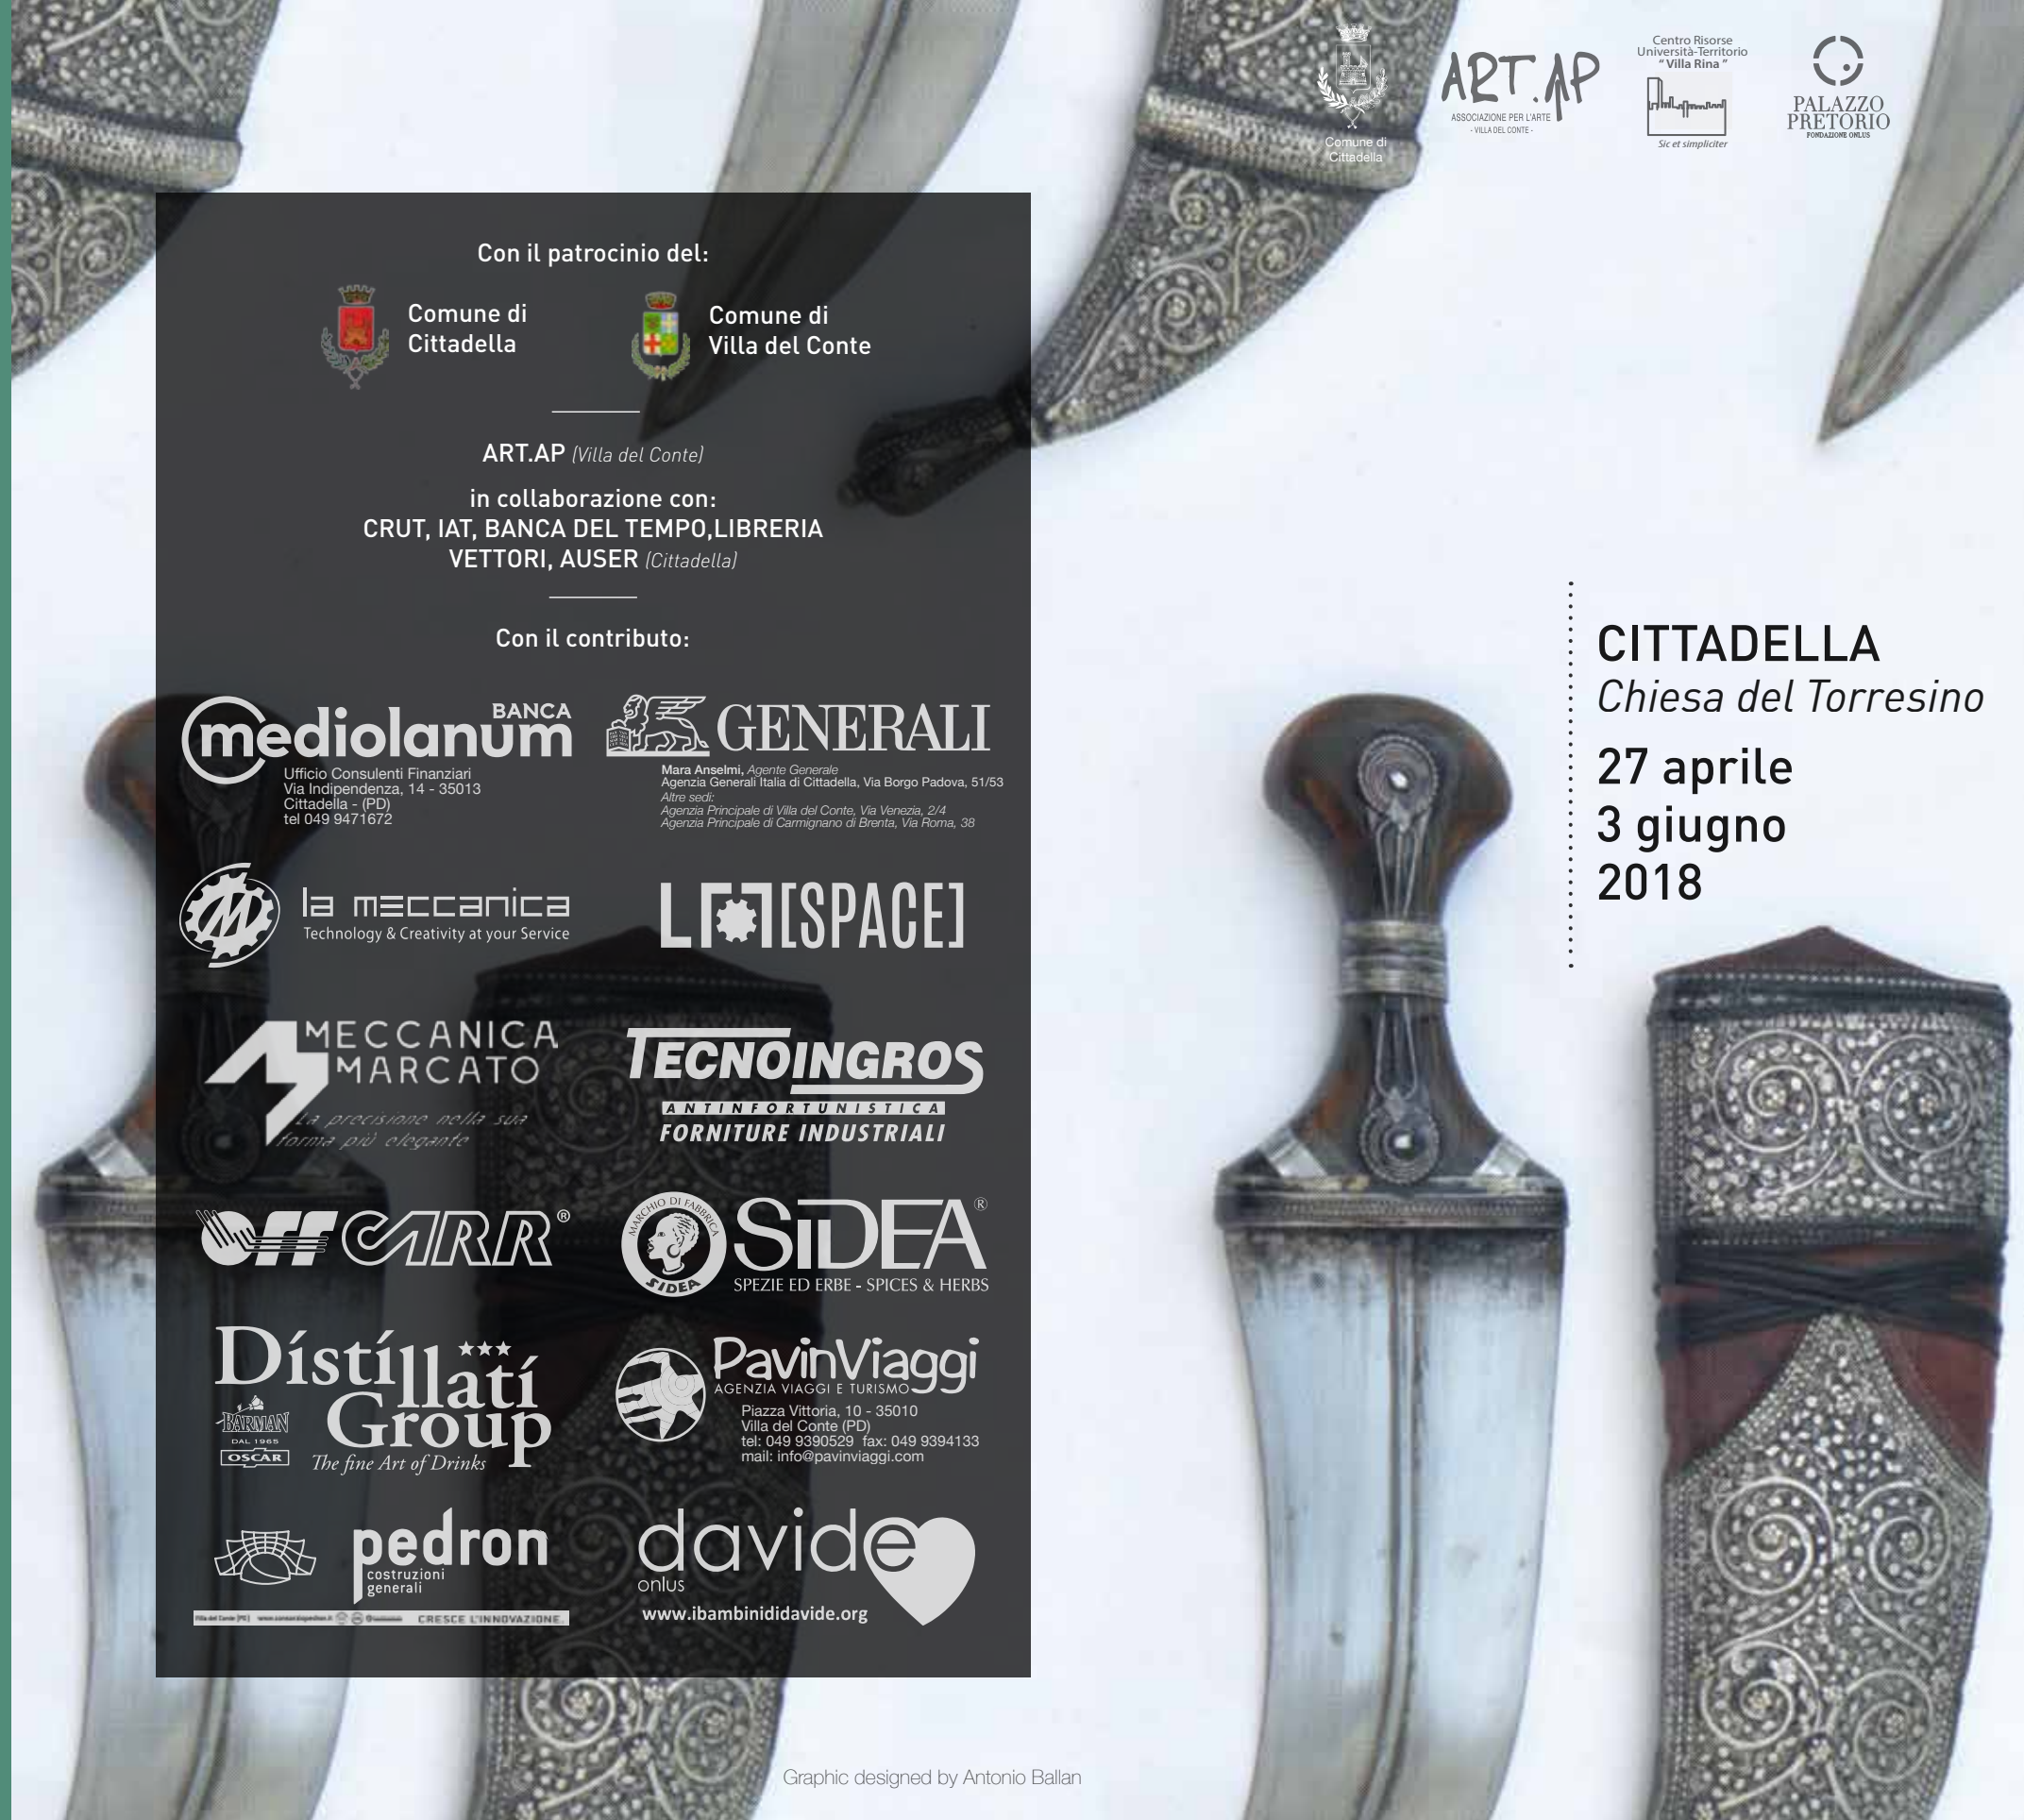 Comune di
Cittadella
ART.AP
ASSOCIAZIONE PER L'ARTE
- VILLA DEL CONTE -
Centro Risorse
Università-Territorio
“Villa Rina”
Sic et simpliciter
PALAZZO
PRETORIO
FONDAZIONE ONLUS
Con il patrocinio del:
Comune di
Cittadella
Comune di
Villa del Conte
ART.AP (Villa del Conte)
in collaborazione con:
CRUT, IAT, BANCA DEL TEMPO,LIBRERIA
VETTORI, AUSER (Cittadella)
Con il contributo:
BANCA
mediolanum
Ufficio Consulenti Finanziari
Via Indipendenza, 14 - 35013
Cittadella - (PD)
tel 049 9471672
GENERALI
Mara Anselmi, Agente Generale
Agenzia Generali Italia di Cittadella, Via Borgo Padova, 51/53
Altre sedi:
Agenzia Principale di Villa del Conte, Via Venezia, 2/4
Agenzia Principale di Carmignano di Brenta, Via Roma, 38
la meccanica
Technology & Creativity at your Service
[SPACE]
MECCANICA
MARCATO
La precisione nella sua
forma più elegante
TECNOINGROS
ANTINFORTUNISTICA
FORNITURE INDUSTRIALI
OFF CARR®
MARCHIO DI FABBRICA
SIDEA
SiDEA®
SPEZIE ED ERBE - SPICES & HERBS
Distillati
Group
The fine Art of Drinks
BARMAN
DAL 1965
OSCAR
PavinViaggi
AGENZIA VIAGGI E TURISMO
Piazza Vittoria, 10 - 35010
Villa del Conte (PD)
tel: 049 9390529 fax: 049 9394133
mail: info@pavinviaggi.com
pedron
costruzioni
generali
Villa del Conte (PD) www.consorziopedron.it CRESCE L'INNOVAZIONE.
davide
onlus
www.ibambinididavide.org
CITTADELLA
Chiesa del Torresino
27 aprile
3 giugno
2018
Graphic designed by Antonio Ballan